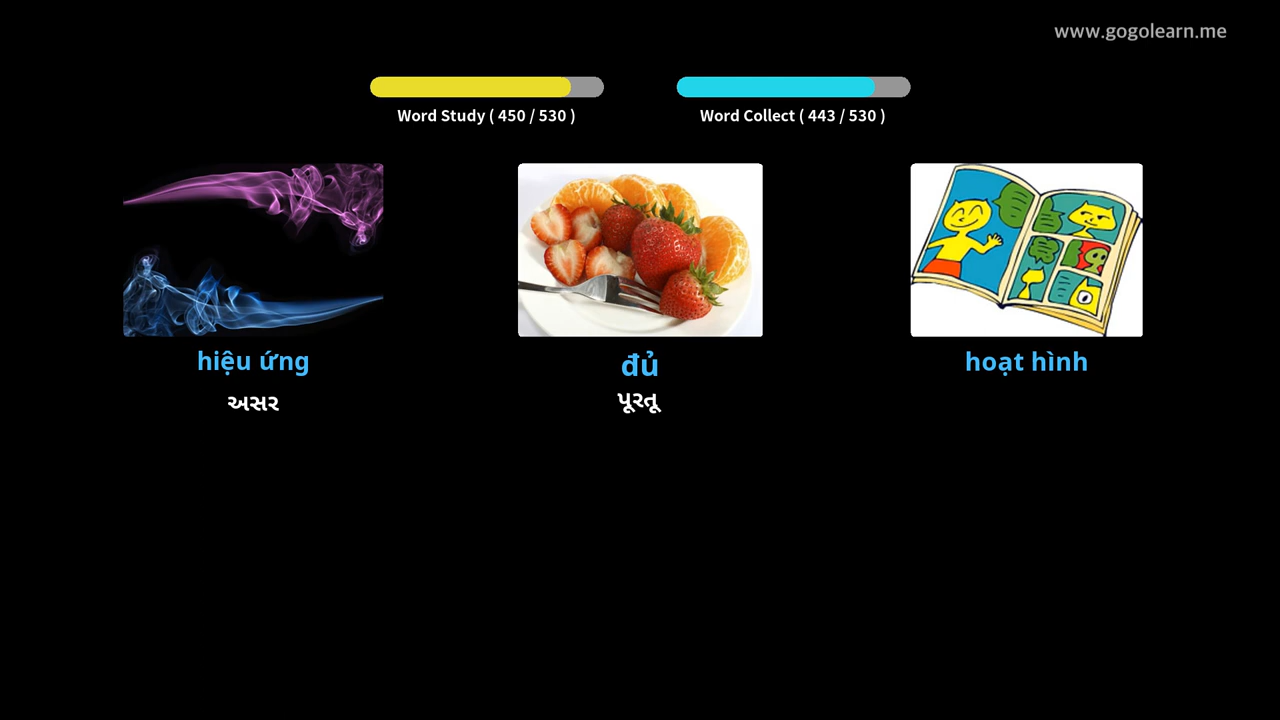 www.gogolearn.me
Word Study ( 450 / 530 )
Word Collect ( 443 / 530 )
hiệu ứng
અસર
đủ
પૂરતૂ
hoạt hình